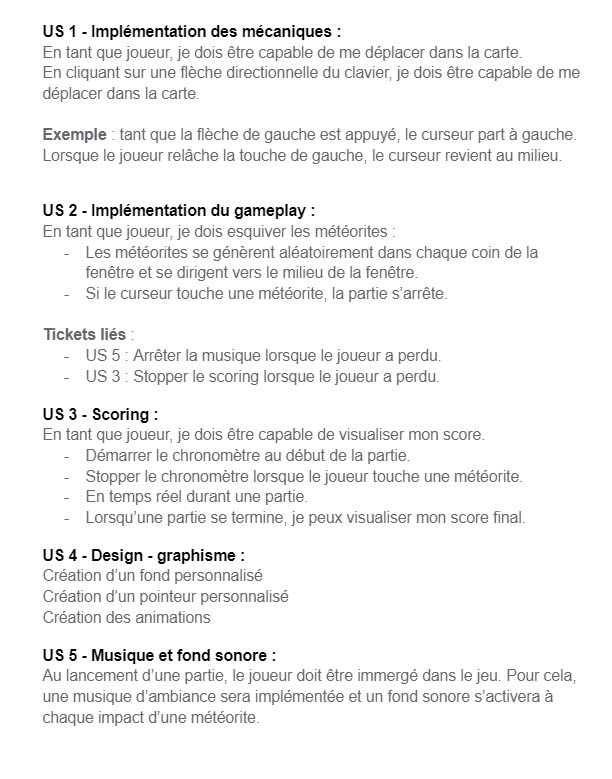 US 1 - Implémentation des mécaniques :
En tant que joueur, je dois être capable de me déplacer dans la carte.
En cliquant sur une flèche directionnelle du clavier, je dois être capable de me
déplacer dans la carte.
Exemple : tant que la flèche de gauche est appuyé, le curseur part à gauche.
Lorsque le joueur relâche la touche de gauche, le curseur revient au milieu.
US 2 - Implémentation du gameplay :
En tant que joueur, je dois esquiver les météorites :
- Les météorites se génèrent aléatoirement dans chaque coin de la
fenêtre et se dirigent vers le milieu de la fenêtre.
- Si le curseur touche une météorite, la partie s’arrête.
Tickets liés :
- US 5 : Arrêter la musique lorsque le joueur a perdu.
- US 3 : Stopper le scoring lorsque le joueur a perdu.
US 3 - Scoring :
En tant que joueur, je dois être capable de visualiser mon score.
- Démarrer le chronomètre au début de la partie.
- Stopper le chronomètre lorsque le joueur touche une météorite.
- En temps réel durant une partie.
- Lorsqu’une partie se termine, je peux visualiser mon score final.
US 4 - Design - graphisme :
Création d’un fond personnalisé
Création d’un pointeur personnalisé
Création des animations
US 5 - Musique et fond sonore :
Au lancement d’une partie, le joueur doit être immergé dans le jeu. Pour cela,
une musique d’ambiance sera implémentée et un fond sonore s’activera à
chaque impact d’une météorite.